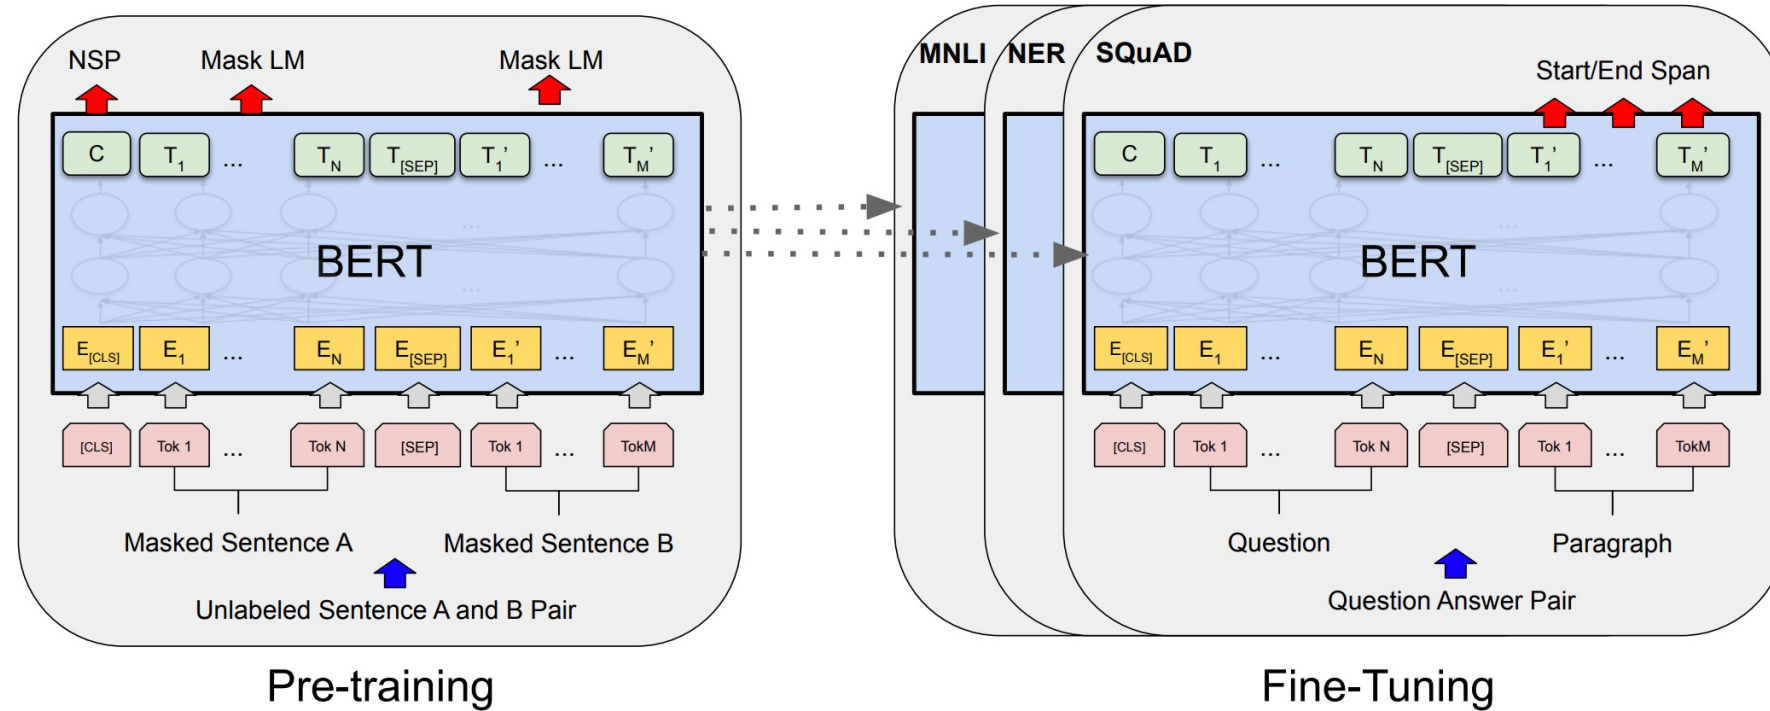 NSP Mask LM Mask LM
C T1 ... TN T[SEP] T1’ ... TM’
...
BERT
...
E[CLS] E1 ... EN E[SEP] E1’ ... EM’
[CLS] Tok 1 ... Tok N [SEP] Tok 1 ... TokM
Masked Sentence A Masked Sentence B
Unlabeled Sentence A and B Pair
Pre-training
MNLI NER SQuAD
Start/End Span
C T1 ... TN T[SEP] T1’ ... TM’
...
BERT
...
E[CLS] E1 ... EN E[SEP] E1’ ... EM’
[CLS] Tok 1 ... Tok N [SEP] Tok 1 ... TokM
Question Paragraph
Question Answer Pair
Fine-Tuning